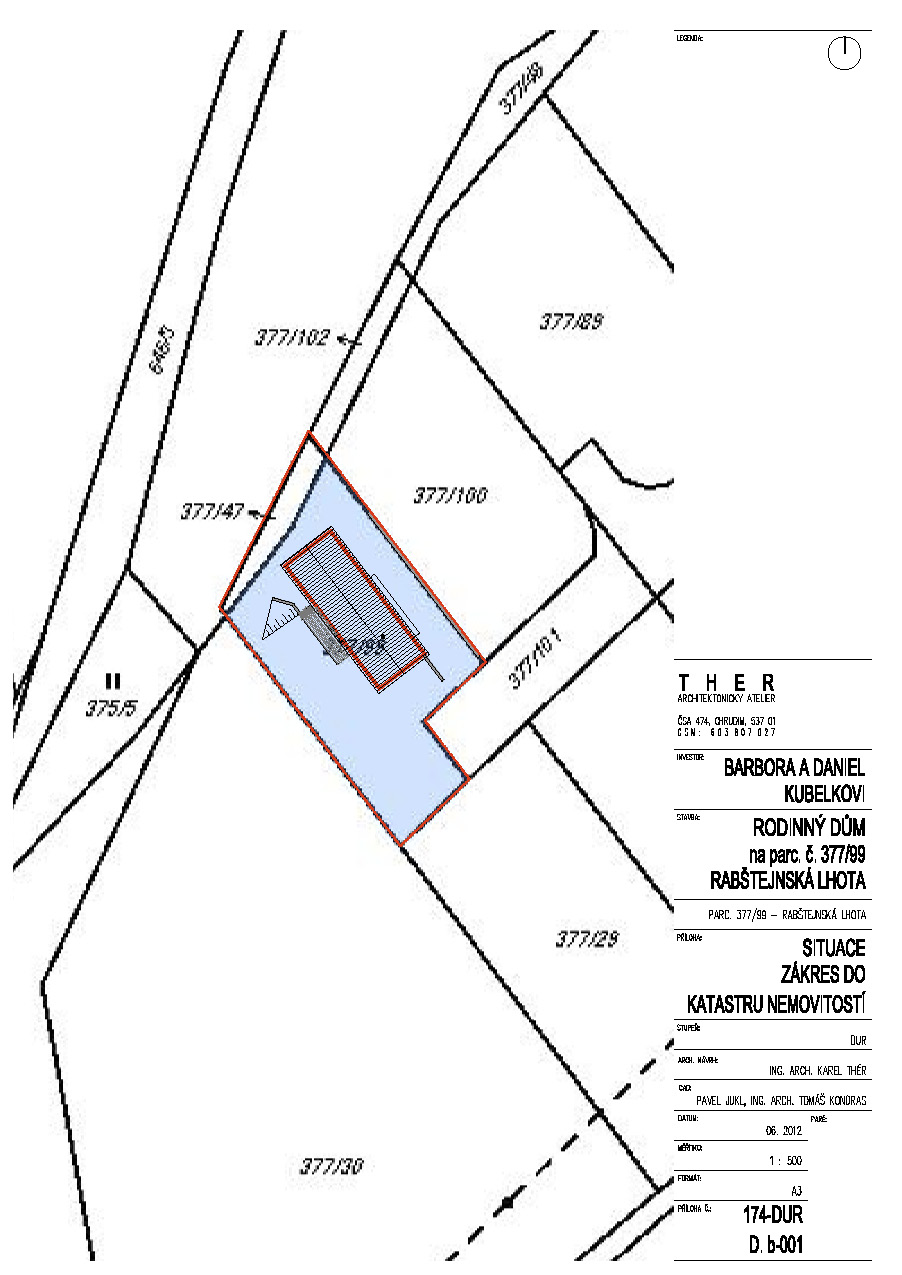 377/48
377/89
377/102
646/5
377/100
377/47
377/101
II
375/5
377/29
377/30
LEGENDA:
T H E R
ARCHITEKTONICKÝ ATELIER
ČSA 474, CHRUDIM, 537 01
GSM: 603 807 027
INVESTOR:
BARBORA A DANIEL
KUBELKOVI
STAVBA:
RODINNÝ DŮM
na parc. č. 377/99
RABŠTEJNSKÁ LHOTA
PARC. 377/99 – RABŠTEJNSKÁ LHOTA
PŘÍLOHA:
SITUACE
ZÁKRES DO
KATASTRU NEMOVITOSTÍ
STUPEŇ:
DUR
ARCH. NÁVRH:
ING. ARCH. KAREL THÉR
CAD:
PAVEL JUKL, ING. ARCH. TOMÁŠ KONDRAS
DATUM:
PARÉ:
06. 2012
MĚŘÍTKO:
1 : 500
FORMÁT:
A3
PŘÍLOHA Č.:
174-DUR
D. b-001